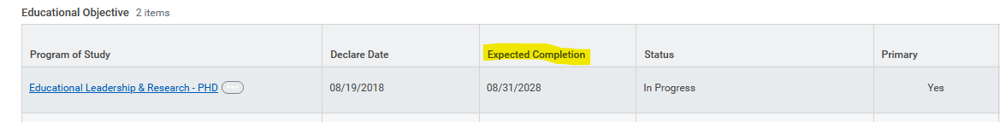 Educational Objective 2 items
Program of Study Declare Date Expected Completion Status Primary
Educational Leadership & Research - PHD 08/19/2018 08/31/2028 In Progress Yes